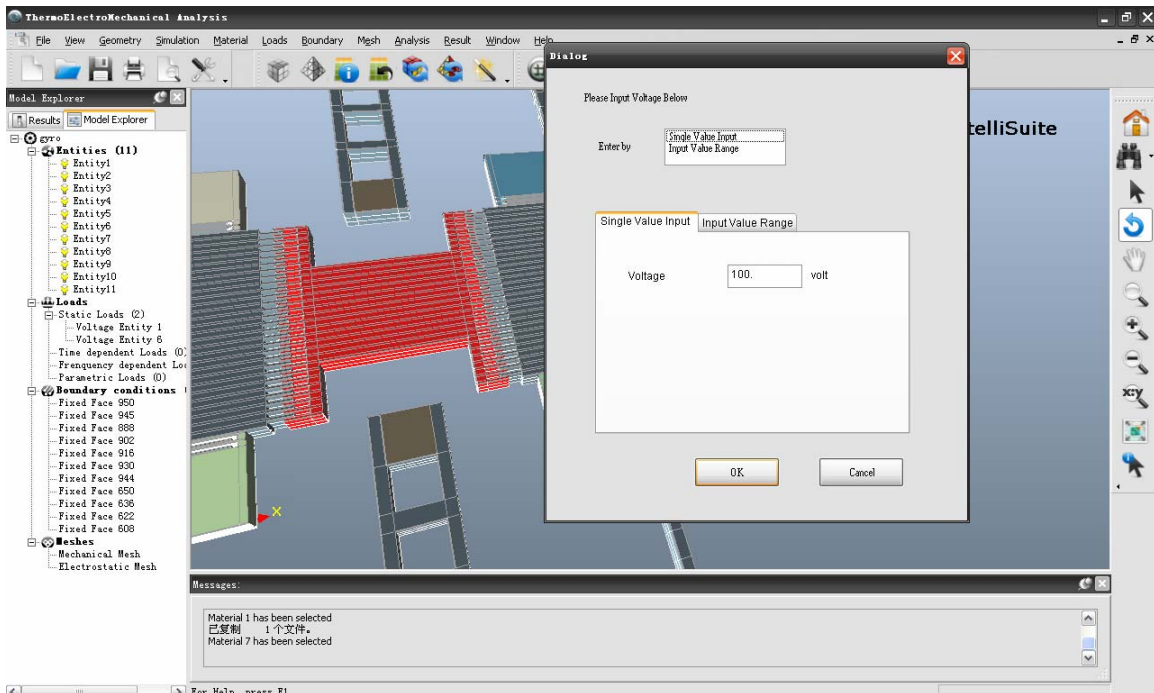 ThermoElectroMechanical Analysis
File View Geometry Simulation Material Loads Boundary Mesh Analysis Result Window Help
Model Explorer
Results Model Explorer
gyro
Entities (11)
Entity1
Entity2
Entity3
Entity4
Entity5
Entity6
Entity7
Entity8
Entity9
Entity10
Entity11
Loads
Static Loads (2)
Voltage Entity 1
Voltage Entity 6
Time dependent Loads (0)
Frenquency dependent Loa
Parametric Loads (0)
Boundary conditions
Fixed Face 950
Fixed Face 945
Fixed Face 888
Fixed Face 902
Fixed Face 916
Fixed Face 930
Fixed Face 944
Fixed Face 650
Fixed Face 636
Fixed Face 622
Fixed Face 608
Meshes
Mechanical Mesh
Electrostatic Mesh
telliSuite
X
Dialog
Please Input Voltage Below
Enter by
Single Value Input
Input Value Range
Single Value Input Input Value Range
Voltage 100. volt
OK Cancel
x:y
Messages:
Material 1 has been selected
已复制 1 个文件。
Material 7 has been selected
For Help, press F1